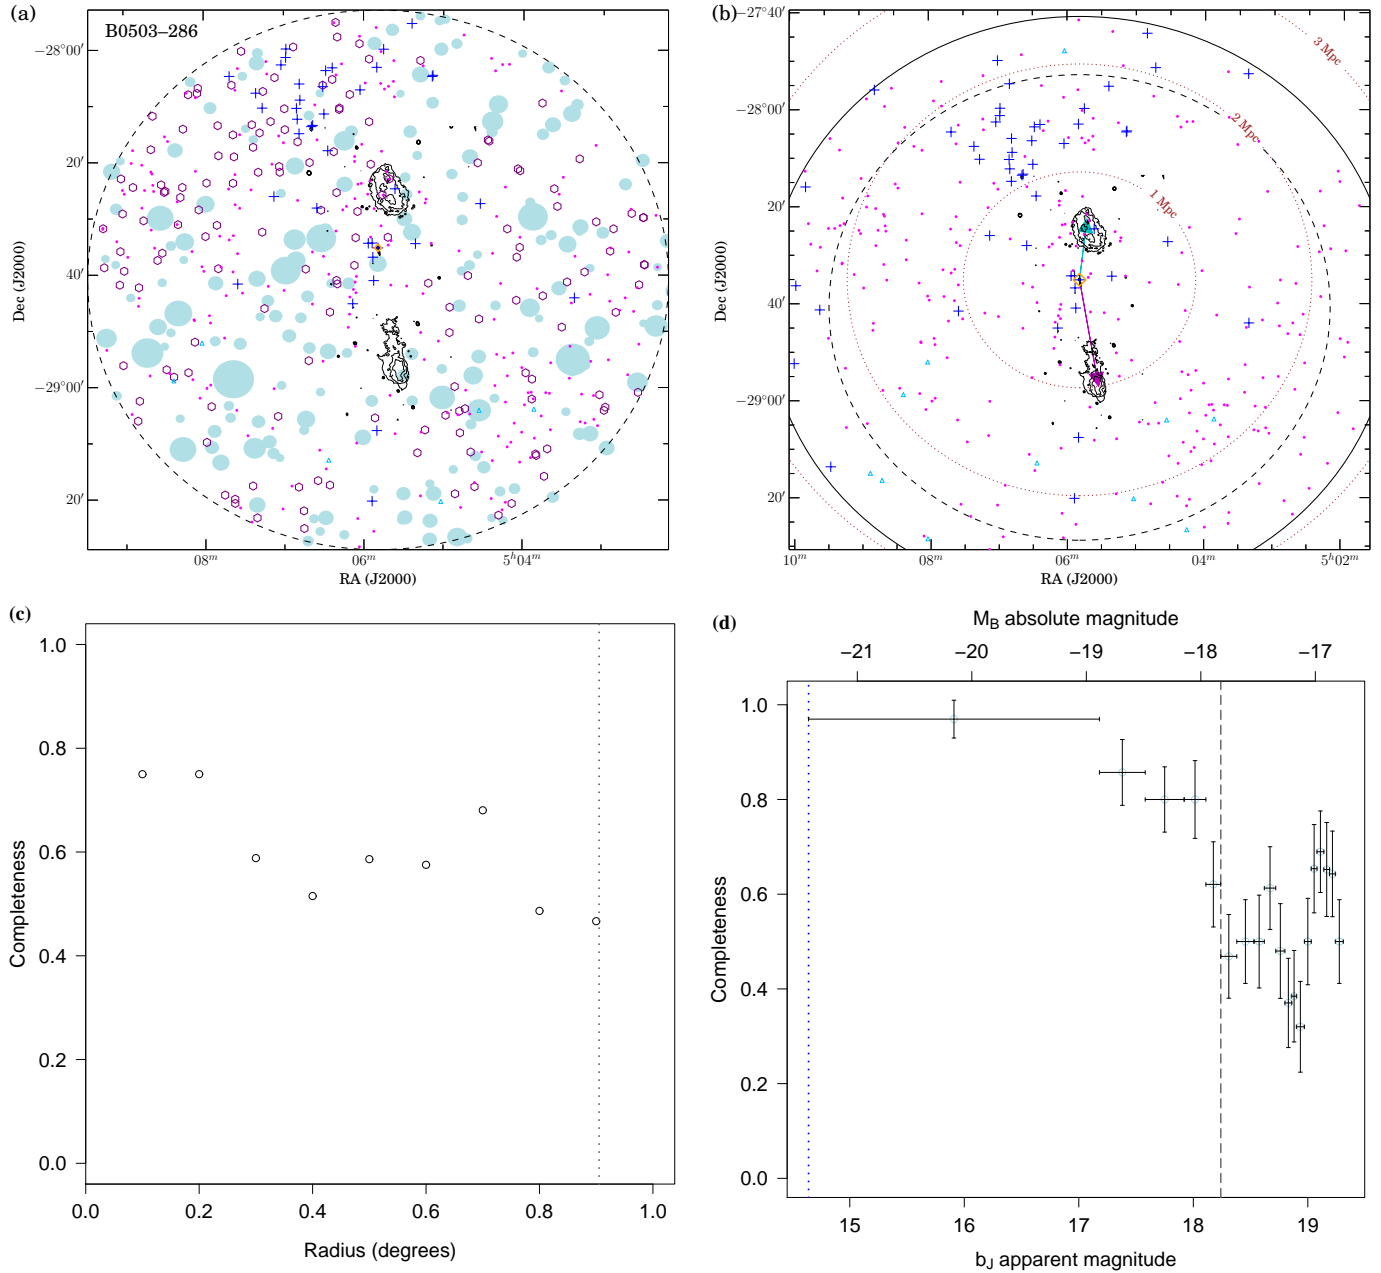 (a)
B0503–286
−28°00′
20′
40′
−29°00′
20′
Dec (J2000)
08ᵐ
06ᵐ
5ʰ04ᵐ
RA (J2000)
(b)
−27°40′
−28°00′
20′
40′
−29°00′
20′
Dec (J2000)
3 Mpc
2 Mpc
1 Mpc
10ᵐ
08ᵐ
06ᵐ
04ᵐ
5ʰ02ᵐ
RA (J2000)
(c)
1.0
0.8
0.6
0.4
0.2
0.0
Completeness
0.0
0.2
0.4
0.6
0.8
1.0
Radius (degrees)
(d)
M_B absolute magnitude
−21
−20
−19
−18
−17
1.0
0.8
0.6
0.4
0.2
0.0
Completeness
15
16
17
18
19
b_J apparent magnitude